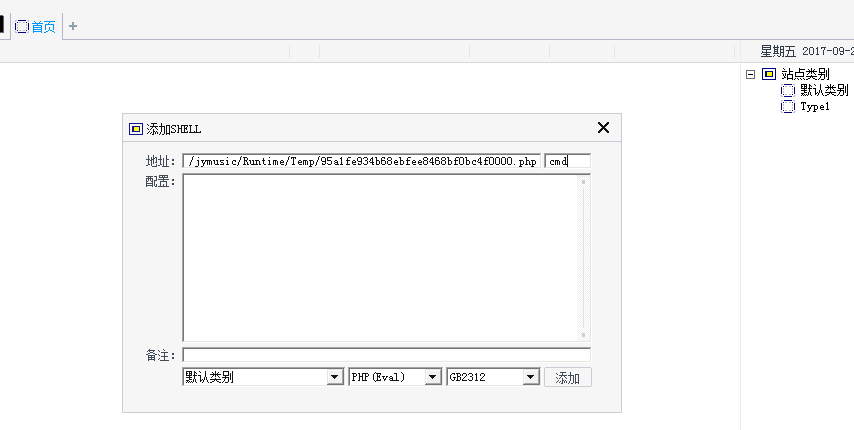 首页 +
星期五 2017-09-2
站点类别
默认类别
Type1
添加SHELL
地址: /jymusic/Runtime/Temp/95a1fe934b68ebfee8468bf0bc4f0000.php cmd
配置:
备注:
默认类别 PHP(Eval) GB2312 添加